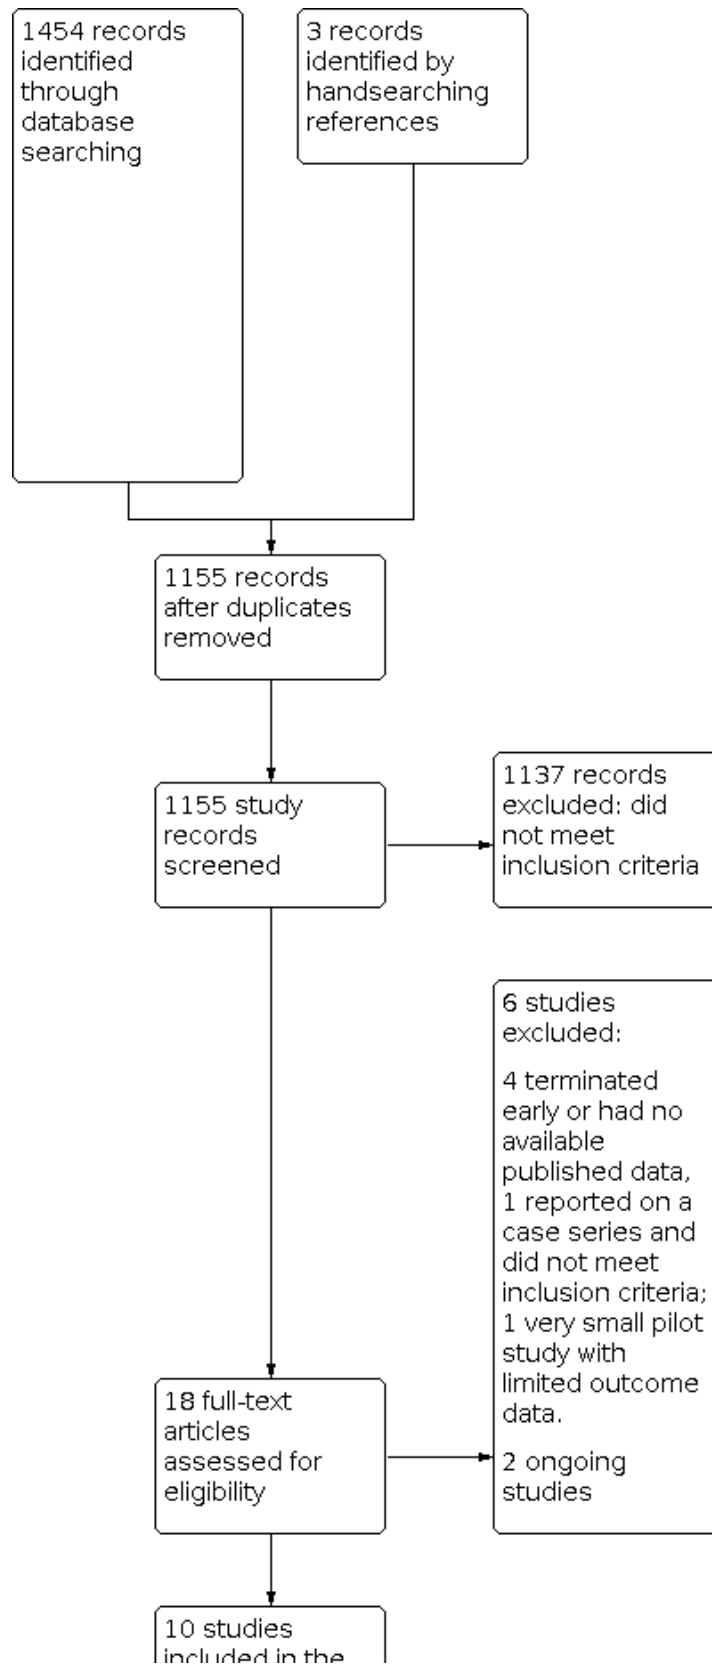 1454 records
identified
through
database
searching
3 records
identified by
handsearching
references
1155 records
after duplicates
removed
1155 study
records
screened
1137 records
excluded: did
not meet
inclusion criteria
6 studies
excluded:
4 terminated
early or had no
available
published data,
1 reported on a
case series and
did not meet
inclusion criteria;
1 very small pilot
study with
limited outcome
data.
2 ongoing
studies
18 full-text
articles
assessed for
eligibility
10 studies
included in the